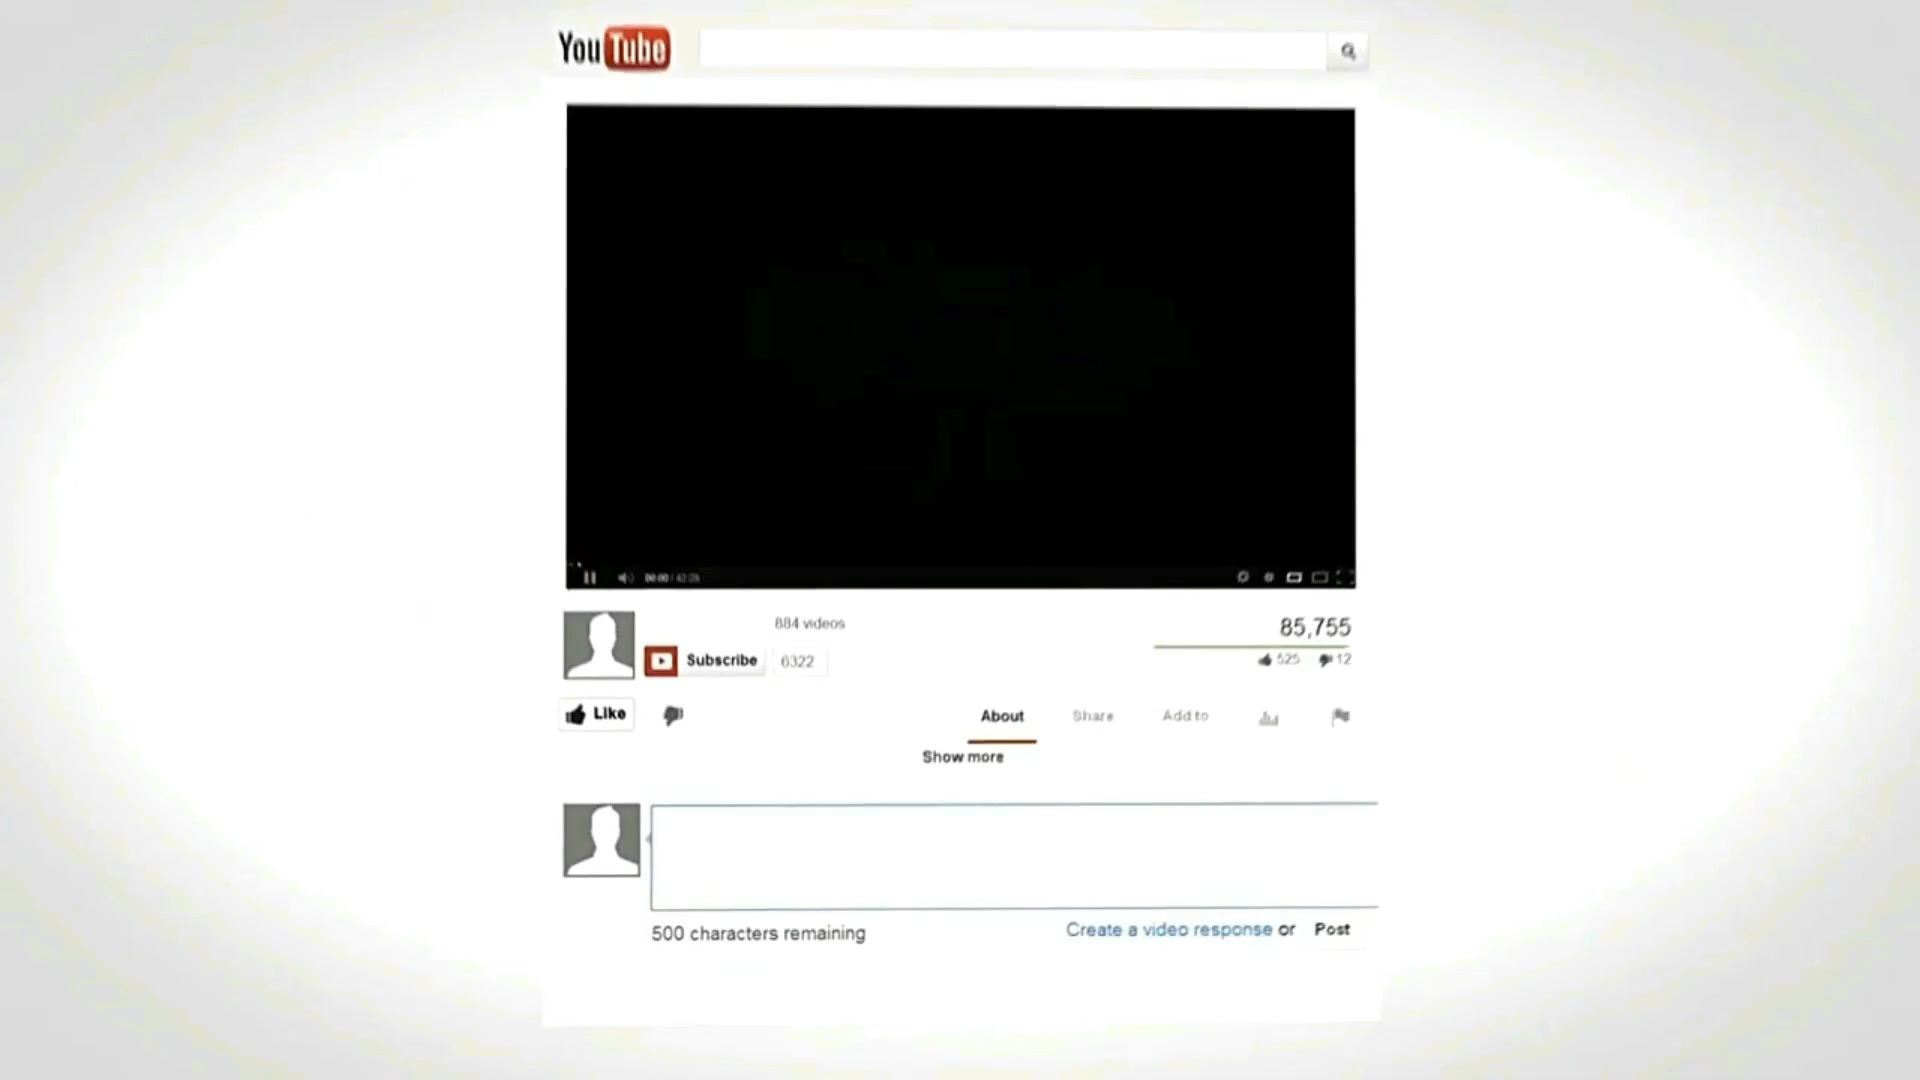 YouTube
884 videos
85,755
Subscribe
6322
525
12
Like
About
Share
Add to
Show more
500 characters remaining
Create a video response or
Post